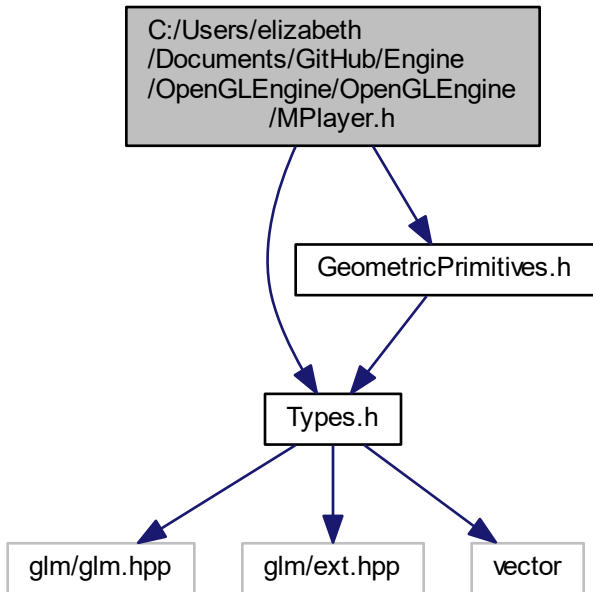 C:/Users/elizabeth
/Documents/GitHub/Engine
/OpenGLEngine/OpenGLEngine
/MPlayer.h
GeometricPrimitives.h
Types.h
glm/glm.hpp
glm/ext.hpp
vector